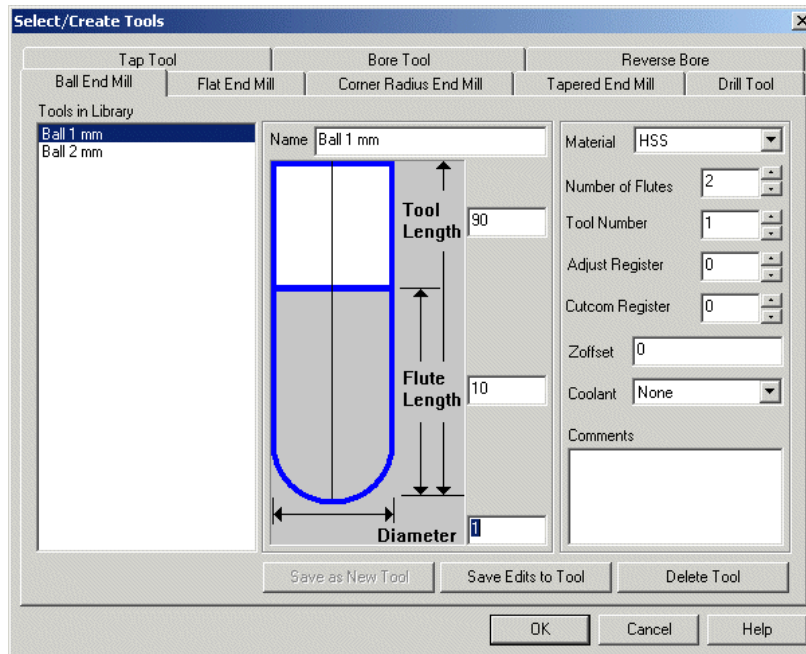 Select/Create Tools
Tap Tool Bore Tool Reverse Bore
Ball End Mill Flat End Mill Corner Radius End Mill Tapered End Mill Drill Tool
Tools in Library
Ball 1 mm
Ball 2 mm
Name Ball 1 mm
Tool
Length
90
Flute
Length
10
Diameter 1
Material HSS
Number of Flutes 2
Tool Number 1
Adjust Register 0
Cutcom Register 0
Zoffset 0
Coolant None
Comments
Save as New Tool Save Edits to Tool Delete Tool
OK Cancel Help